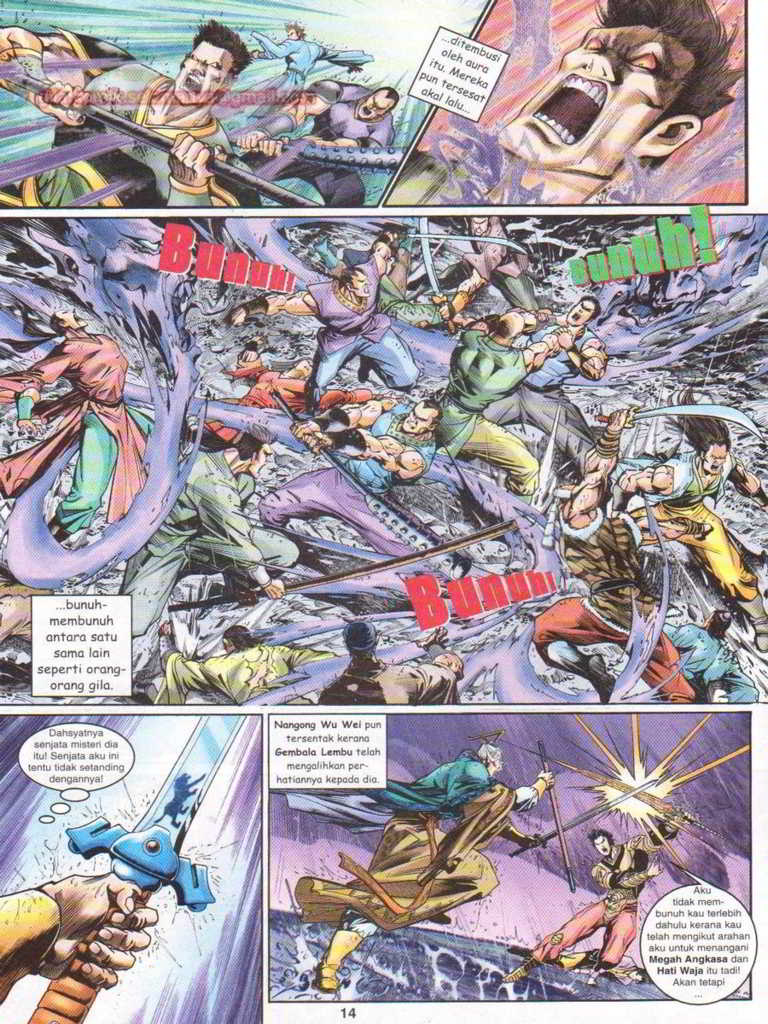 ...ditembusi
oleh aura
itu. Mereka
pun tersesat
akal lalu...
Bunuh!
Bunuh!
Bunuh!
...bunuh-
membunuh
antara satu
sama lain
seperti orang-
orang gila.
Dahsyatnya
senjata misteri dia
itu! Senjata aku ini
tentu tidak setanding
dengannya!
Nangong Wu Wei pun
tersentak kerana
Gembala Lembu telah
mengalihkan per-
hatiannya kepada dia.
Aku
tidak mem-
bunuh kau terlebih
dahulu kerana kau
telah mengikut arahan
aku untuk menangani
Megah Angkasa dan
Hati Waja itu tadi!
Akan tetapi
...
14